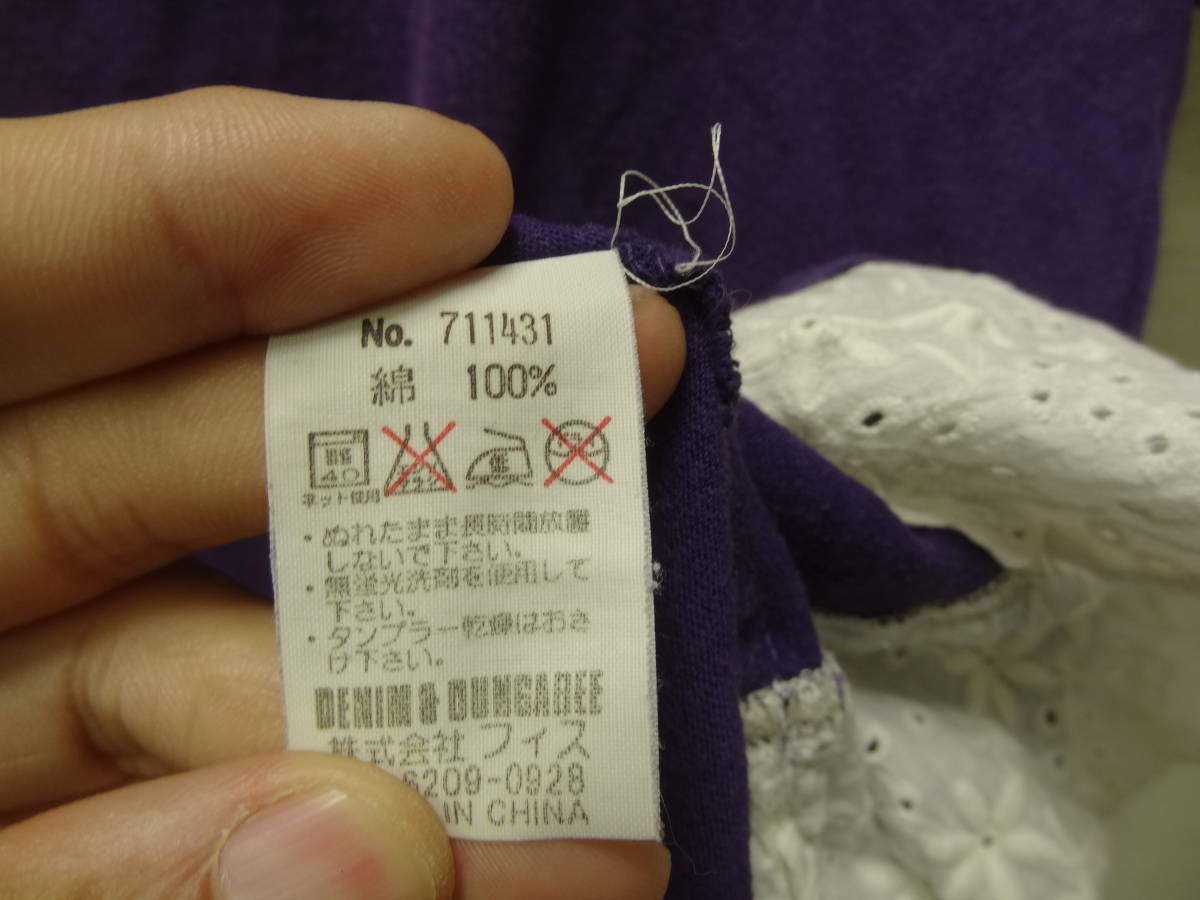 No. 711431
綿 100%
40
ネット使用
・ぬれたまま長時間放置
しないで下さい。
・無蛍光洗剤を使用して
下さい。
・タンブラー乾燥はおさ
け下さい。
DENIM & DUNGAREE
株式会社 フィス
6209-0928
IN CHINA